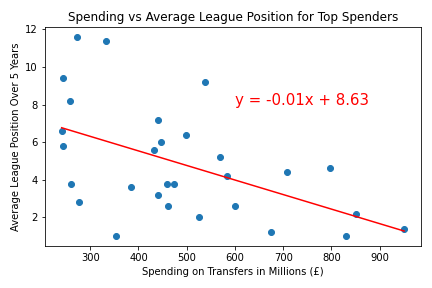 Spending vs Average League Position for Top Spenders
12
10
8
6
4
2
Average League Position Over 5 Years
y = -0.01x + 8.63
300 400 500 600 700 800 900
Spending on Transfers in Millions (£)